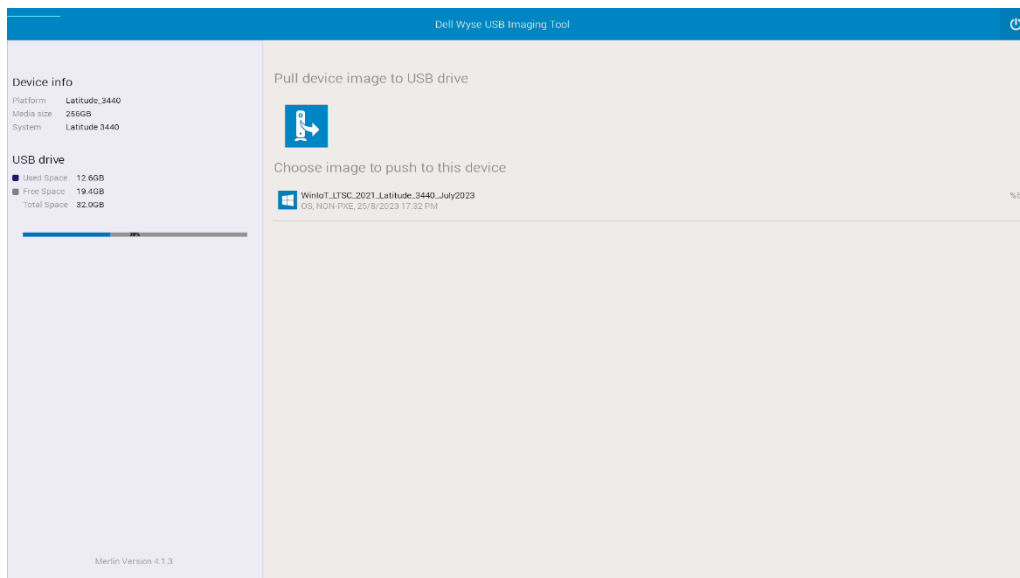 Dell Wyse USB Imaging Tool
Device info
Platform Latitude_3440
Media size 256GB
System Latitude 3440
USB drive
Used Space 12.6GB
Free Space 19.4GB
Total Space 32.0GB
Merlin Version 4.1.3
Pull device image to USB drive
Choose image to push to this device
WinIoT_LTSC_2021_Latitude_3440_July2023
OS, NON-PXE, 25/8/2023 17:32 PM